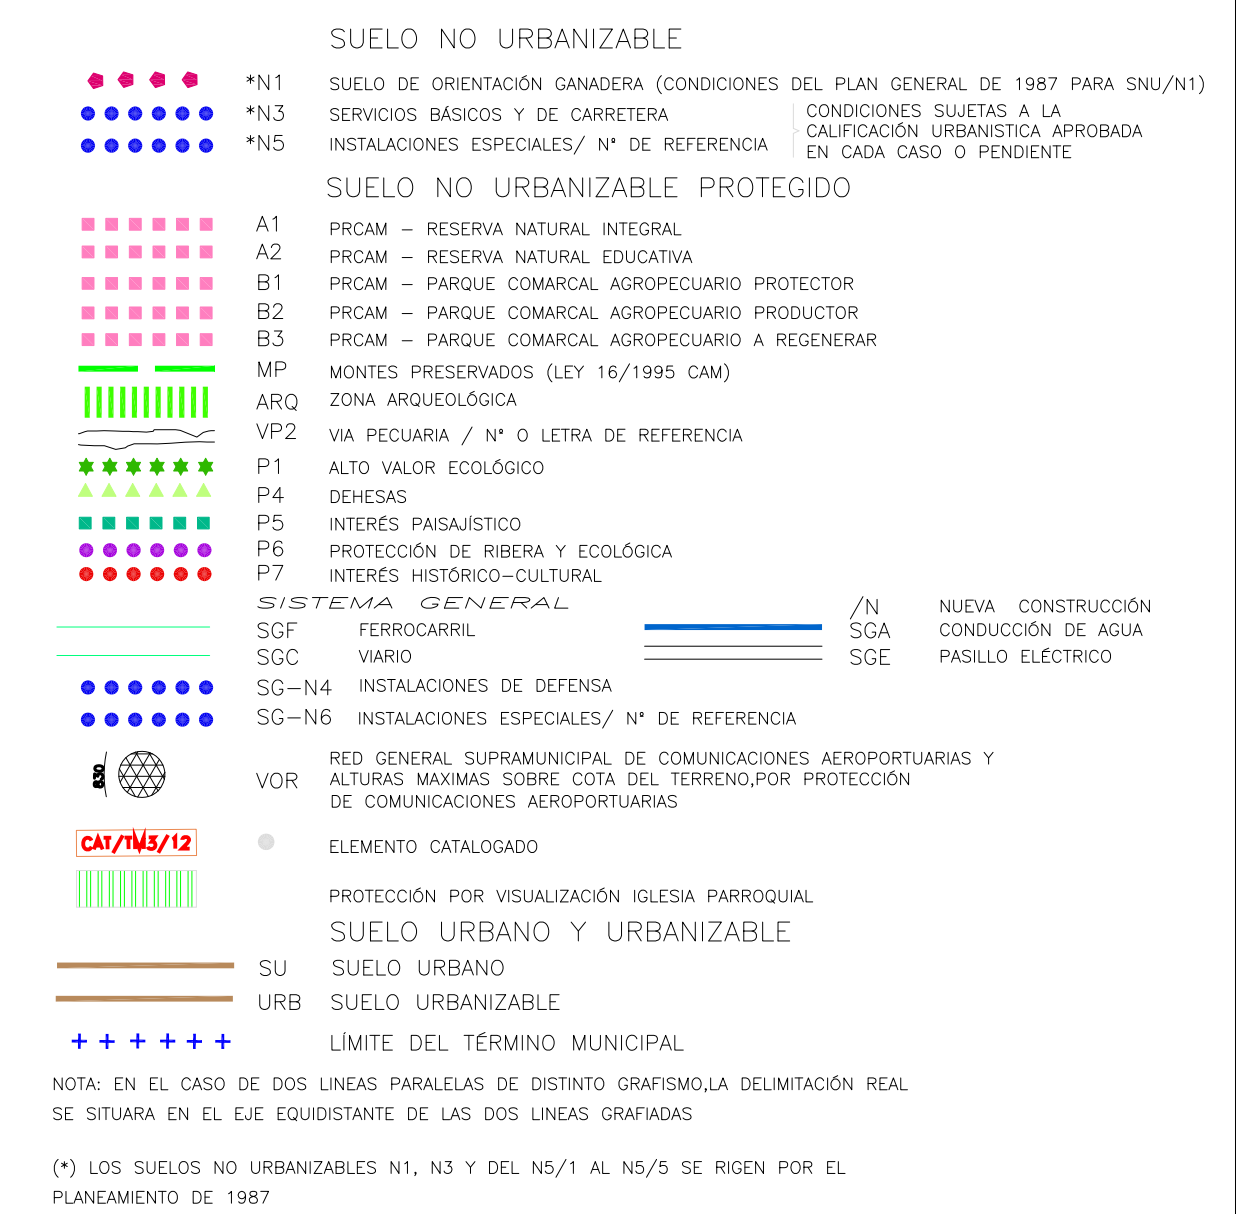 SUELO NO URBANIZABLE
*N1 SUELO DE ORIENTACIÓN GANADERA (CONDICIONES DEL PLAN GENERAL DE 1987 PARA SNU/N1)
*N3 SERVICIOS BÁSICOS Y DE CARRETERA
*N5 INSTALACIONES ESPECIALES/ Nº DE REFERENCIA
CONDICIONES SUJETAS A LA
CALIFICACIÓN URBANISTICA APROBADA
EN CADA CASO O PENDIENTE
SUELO NO URBANIZABLE PROTEGIDO
A1 PRCAM – RESERVA NATURAL INTEGRAL
A2 PRCAM – RESERVA NATURAL EDUCATIVA
B1 PRCAM – PARQUE COMARCAL AGROPECUARIO PROTECTOR
B2 PRCAM – PARQUE COMARCAL AGROPECUARIO PRODUCTOR
B3 PRCAM – PARQUE COMARCAL AGROPECUARIO A REGENERAR
MP MONTES PRESERVADOS (LEY 16/1995 CAM)
ARQ ZONA ARQUEOLÓGICA
VP2 VIA PECUARIA / Nº O LETRA DE REFERENCIA
P1 ALTO VALOR ECOLÓGICO
P4 DEHESAS
P5 INTERÉS PAISAJÍSTICO
P6 PROTECCIÓN DE RIBERA Y ECOLÓGICA
P7 INTERÉS HISTÓRICO–CULTURAL
SISTEMA GENERAL
/N NUEVA CONSTRUCCIÓN
SGF FERROCARRIL
SGA CONDUCCIÓN DE AGUA
SGC VIARIO
SGE PASILLO ELÉCTRICO
SG–N4 INSTALACIONES DE DEFENSA
SG–N6 INSTALACIONES ESPECIALES/ Nº DE REFERENCIA
830
VOR RED GENERAL SUPRAMUNICIPAL DE COMUNICACIONES AEROPORTUARIAS Y
ALTURAS MAXIMAS SOBRE COTA DEL TERRENO,POR PROTECCIÓN
DE COMUNICACIONES AEROPORTUARIAS
CAT/TM3/12 ELEMENTO CATALOGADO
PROTECCIÓN POR VISUALIZACIÓN IGLESIA PARROQUIAL
SUELO URBANO Y URBANIZABLE
SU SUELO URBANO
URB SUELO URBANIZABLE
LÍMITE DEL TÉRMINO MUNICIPAL
NOTA: EN EL CASO DE DOS LINEAS PARALELAS DE DISTINTO GRAFISMO,LA DELIMITACIÓN REAL
SE SITUARA EN EL EJE EQUIDISTANTE DE LAS DOS LINEAS GRAFIADAS
(*) LOS SUELOS NO URBANIZABLES N1, N3 Y DEL N5/1 AL N5/5 SE RIGEN POR EL
PLANEAMIENTO DE 1987